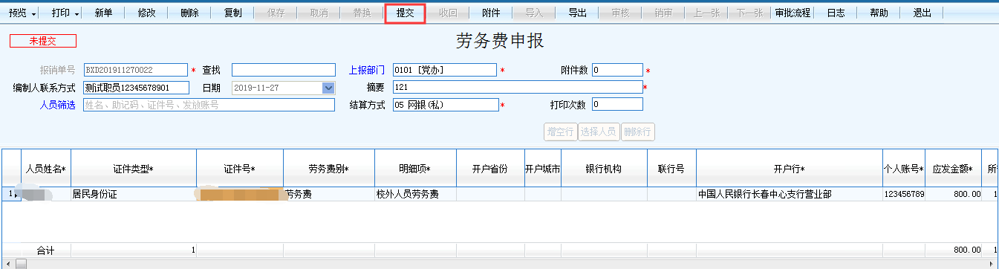 预览 打印 新单 修改 删除 复制 保存 取消 替换 提交 收回 附件 导入 导出 审核 销审 上一张 下一张 审批流程 日志 帮助 退出
未提交
劳务费申报
报销单号 BXD201911270022 * 查找 上报部门 0101 [党办] * 附件数 0 *
编制人联系方式 测试职员12345678901 日期 2019-11-27 摘要 121 *
人员筛选 姓名、助记码、证件号、发放账号 结算方式 05 网银(私) * 打印次数 0
增空行 选择人员 删除行
人员姓名* 证件类型* 证件号* 劳务费别* 明细项* 开户省份 开户城市 银行机构 联行号 开户行* 个人账号* 应发金额*
1 居民身份证 劳务费 校外人员劳务费 中国人民银行长春中心支行营业部 123456789 800.00 1
合计 1 800.00 1